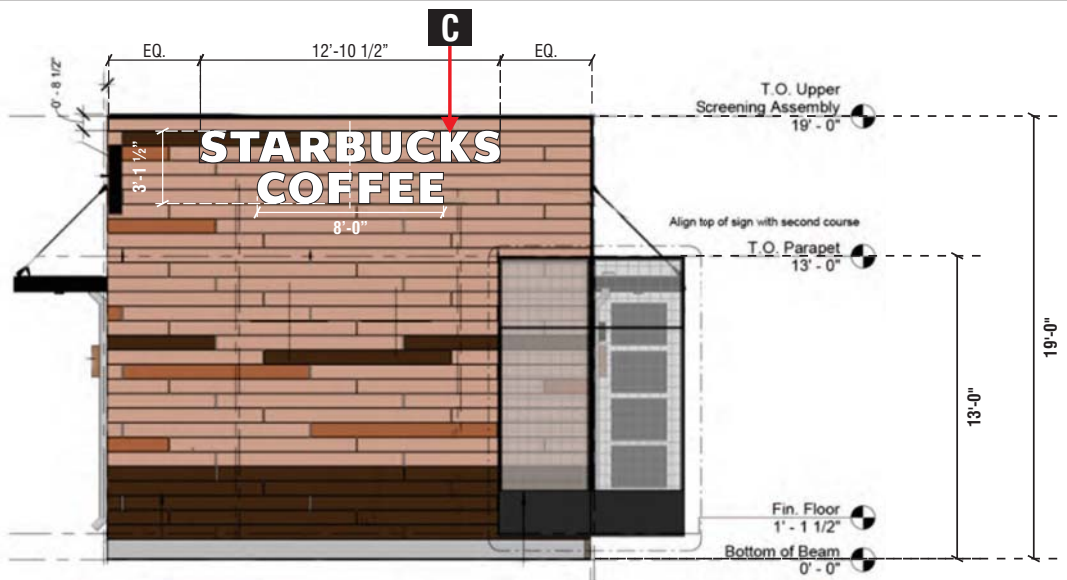 C
EQ.
12'-10 1/2"
EQ.
0' - 8 1/2"
T.O. Upper
Screening Assembly
19' - 0"
STARBUCKS
COFFEE
3'-1 ½"
8'-0"
Align top of sign with second course
T.O. Parapet
13' - 0"
19'-0"
13'-0"
Fin. Floor
1' - 1 1/2"
Bottom of Beam
0' - 0"